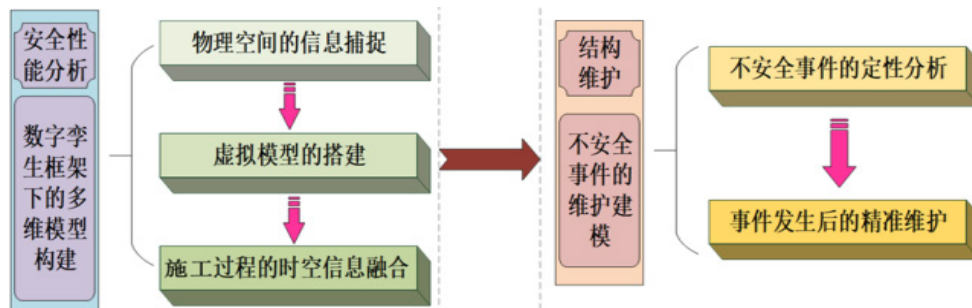 安全性
能分析
数字孪
生框架
下的多
维模型
构建
物理空间的信息捕捉
虚拟模型的搭建
施工过程的时空信息融合
结构
维护
不安全
事件的
维护建
模
不安全事件的定性分析
事件发生后的精准维护